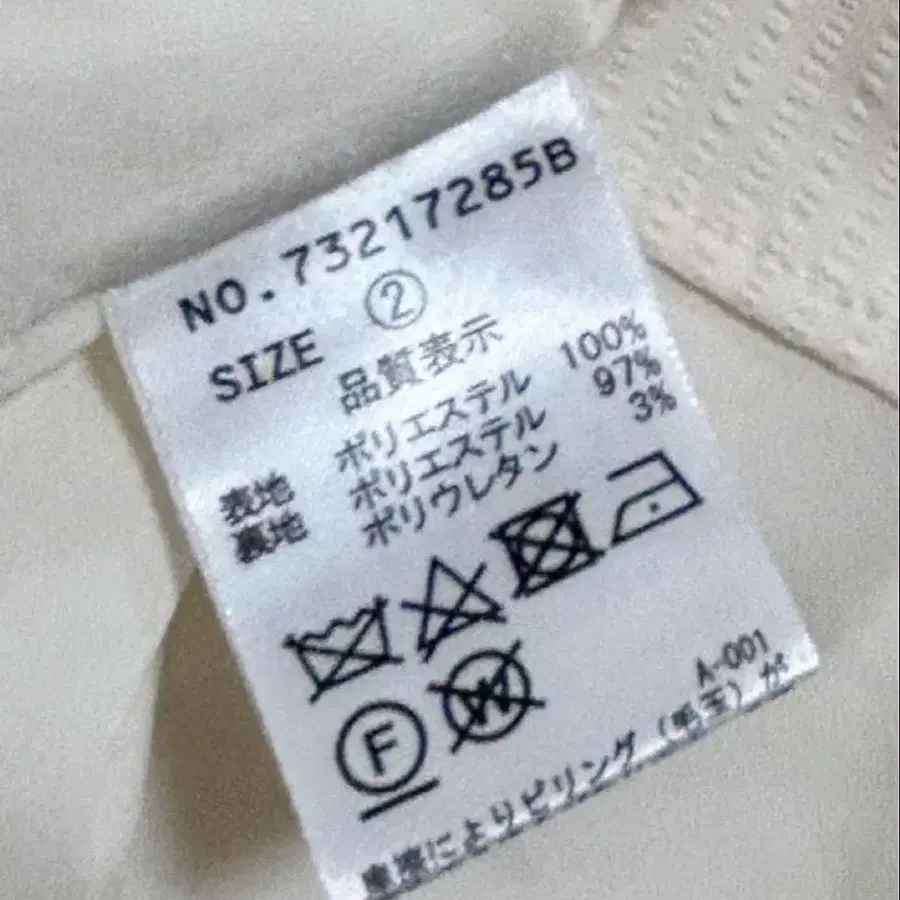 NO.73217285B
SIZE ②
品質表示
表地 ポリエステル 100%
裏地 ポリエステル 97%
ポリウレタン 3%
F W
A-001
摩擦によりピリング(毛玉)が